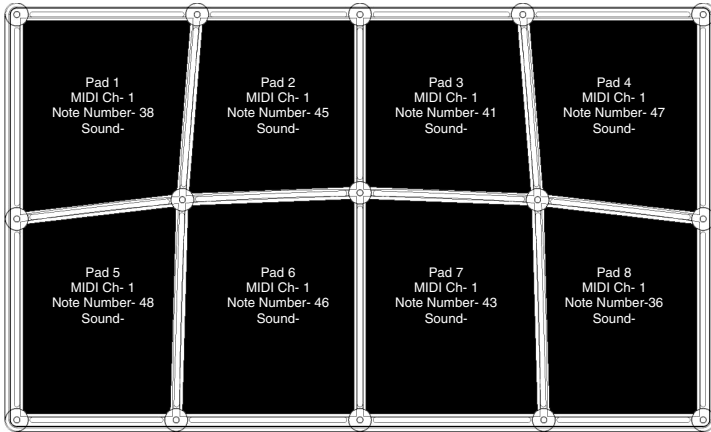 Pad 1
MIDI Ch- 1
Note Number- 38
Sound-
Pad 2
MIDI Ch- 1
Note Number- 45
Sound-
Pad 3
MIDI Ch- 1
Note Number- 41
Sound-
Pad 4
MIDI Ch- 1
Note Number- 47
Sound-
Pad 5
MIDI Ch- 1
Note Number- 48
Sound-
Pad 6
MIDI Ch- 1
Note Number- 46
Sound-
Pad 7
MIDI Ch- 1
Note Number- 43
Sound-
Pad 8
MIDI Ch- 1
Note Number-36
Sound-